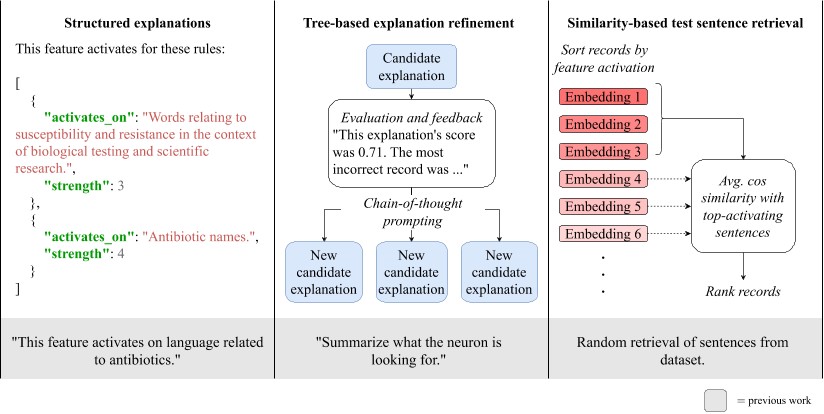 Structured explanations
This feature activates for these rules:
[
{
"activates_on": "Words relating to
susceptibility and resistance in the context
of biological testing and scientific
research.",
"strength": 3
},
{
"activates_on": "Antibiotic names.",
"strength": 4
}
]
"This feature activates on language related
to antibiotics."
Tree-based explanation refinement
Candidate
explanation
Evaluation and feedback
"This explanation's score
was 0.71. The most
incorrect record was ..."
Chain-of-thought
prompting
New
candidate
explanation
New
candidate
explanation
New
candidate
explanation
"Summarize what the neuron is
looking for."
Similarity-based test sentence retrieval
Sort records by
feature activation
Embedding 1
Embedding 2
Embedding 3
Embedding 4
Embedding 5
Embedding 6
.
.
.
Avg. cos
similarity with
top-activating
sentences
Rank records
Random retrieval of sentences from
dataset.
= previous work